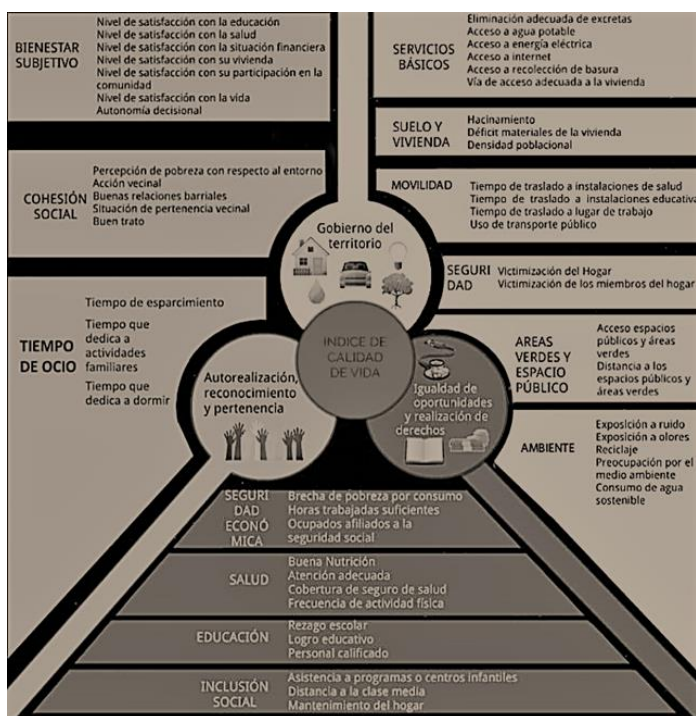 BIENESTAR
SUBJETIVO
Nivel de satisfacción con la educación
Nivel de satisfacción con la salud
Nivel de satisfacción con la situación financiera
Nivel de satisfacción con su vivienda
Nivel de satisfacción con su participación en la
comunidad
Nivel de satisfacción con la vida
Autonomía decisional
COHESIÓN
SOCIAL
Percepción de pobreza con respecto al entorno
Acción vecinal
Buenas relaciones barriales
Situación de pertenencia vecinal
Buen trato
TIEMPO
DE OCIO
Tiempo de esparcimiento
Tiempo que
dedica a
actividades
familiares
Tiempo que
dedica a dormir
SERVICIOS
BÁSICOS
Eliminación adecuada de excretas
Acceso a agua potable
Acceso a energía eléctrica
Acceso a internet
Acceso a recolección de basura
Vía de acceso adecuada a la vivienda
SUELO Y
VIVIENDA
Hacinamiento
Déficit materiales de la vivienda
Densidad poblacional
MOVILIDAD
Tiempo de traslado a instalaciones de salud
Tiempo de traslado a instalaciones educativa
Tiempo de traslado a lugar de trabajo
Uso de transporte público
SEGURI
DAD
Victimización del Hogar
Victimización de los miembros del hogar
AREAS
VERDES Y
ESPACIO
PÚBLICO
Acceso espacios
públicos y áreas
verdes
Distancia a los
espacios públicos y
áreas verdes
AMBIENTE
Exposición a ruido
Exposición a olores
Reciclaje
Preocupación por el
medio ambiente
Consumo de agua
sostenible
Gobierno del
territorio
INDICE DE
CALIDAD
DE VIDA
Autorealización,
reconocimiento
y pertenencia
Igualdad de
oportunidades
y realización de
derechos
SEGURI
DAD
ECONÓ
MICA
Brecha de pobreza por consumo
Horas trabajadas suficientes
Ocupados afiliados a la
seguridad social
SALUD
Buena Nutrición
Atención adecuada
Cobertura de seguro de salud
Frecuencia de actividad física
EDUCACIÓN
Rezago escolar
Logro educativo
Personal calificado
INCLUSIÓN
SOCIAL
Asistencia a programas o centros infantiles
Distancia a la clase media
Mantenimiento del hogar